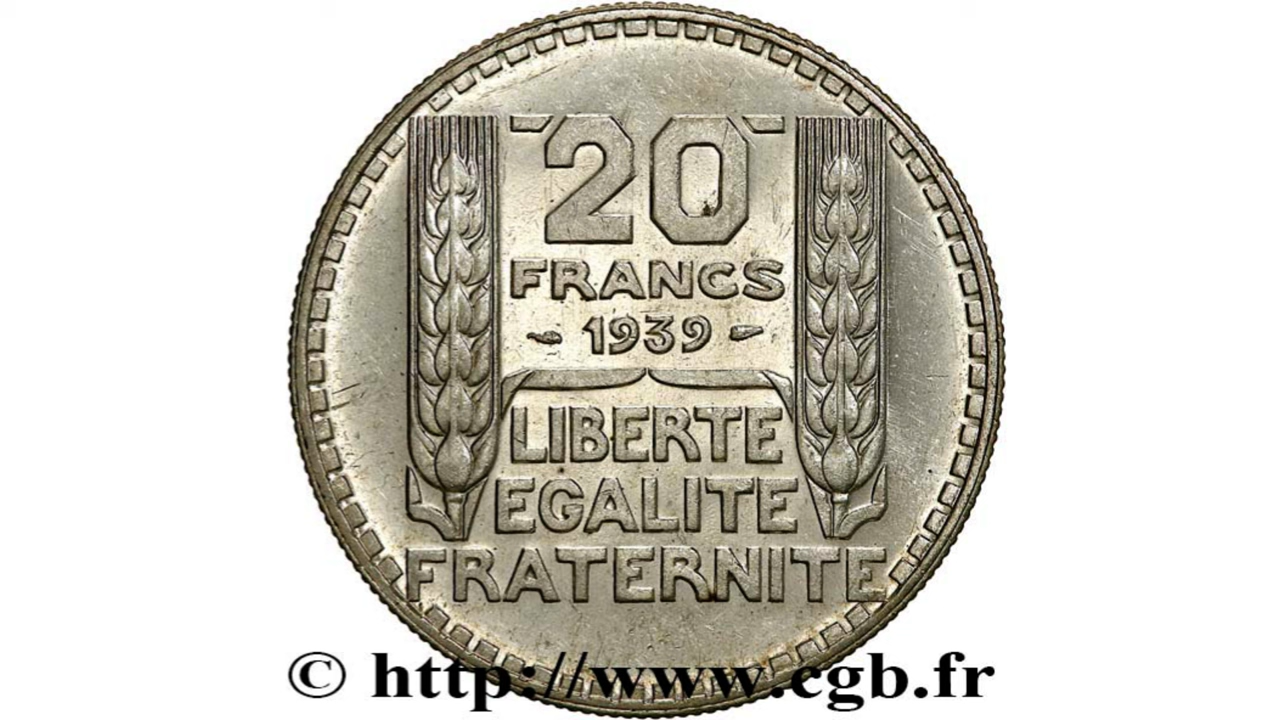 20
FRANCS
- 1939 -
LIBERTE
EGALITE
FRATERNITE
© http://www.cgb.fr